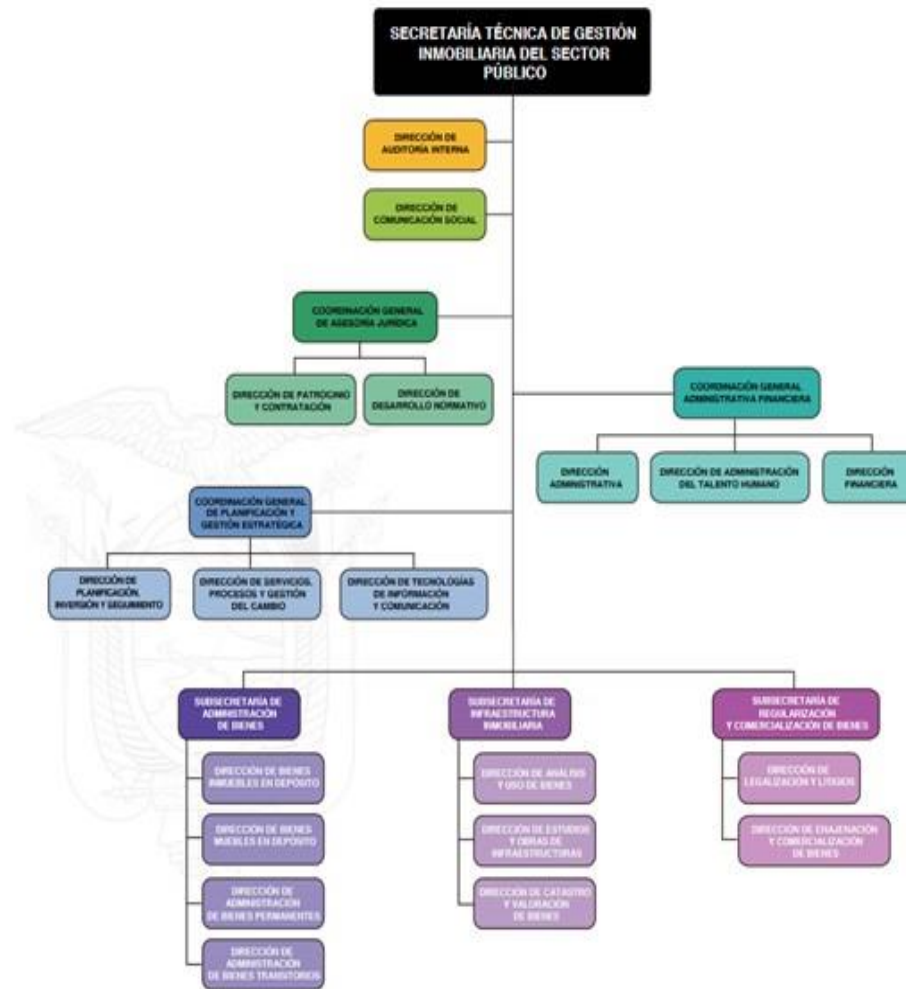 SECRETARÍA TÉCNICA DE GESTIÓN
INMOBILIARIA DEL SECTOR
PÚBLICO
DIRECCIÓN DE
AUDITORÍA INTERNA
DIRECCIÓN DE
COMUNICACIÓN SOCIAL
COORDINACIÓN GENERAL
DE ASESORÍA JURÍDICA
DIRECCIÓN DE PATROCINIO
Y CONTRATACIÓN
DIRECCIÓN DE
DESARROLLO NORMATIVO
COORDINACIÓN GENERAL
ADMINISTRATIVA FINANCIERA
DIRECCIÓN
ADMINISTRATIVA
DIRECCIÓN DE ADMINISTRACIÓN
DEL TALENTO HUMANO
DIRECCIÓN
FINANCIERA
COORDINACIÓN GENERAL
DE PLANIFICACIÓN Y
GESTIÓN ESTRATÉGICA
DIRECCIÓN DE
PLANIFICACIÓN,
INVERSIÓN Y SEGUIMIENTO
DIRECCIÓN DE SERVICIOS,
PROCESOS Y GESTIÓN
DEL CAMBIO
DIRECCIÓN DE TECNOLOGÍAS
DE INFORMACIÓN
Y COMUNICACIÓN
SUBSECRETARÍA DE
ADMINISTRACIÓN
DE BIENES
DIRECCIÓN DE BIENES
INMUEBLES EN DEPÓSITO
DIRECCIÓN DE BIENES
MUEBLES EN DEPÓSITO
DIRECCIÓN DE
ADMINISTRACIÓN
DE BIENES PERMANENTES
DIRECCIÓN DE
ADMINISTRACIÓN
DE BIENES TRANSITORIOS
SUBSECRETARÍA DE
INFRAESTRUCTURA
INMOBILIARIA
DIRECCIÓN DE ANÁLISIS
Y USO DE BIENES
DIRECCIÓN DE ESTUDIOS
Y OBRAS DE
INFRAESTRUCTURAS
DIRECCIÓN DE CATASTRO
Y VALORACIÓN
DE BIENES
SUBSECRETARÍA DE
REGULARIZACIÓN
Y COMERCIALIZACIÓN DE BIENES
DIRECCIÓN DE
LEGALIZACIÓN Y LITIGIOS
DIRECCIÓN DE ENAJENACIÓN
Y COMERCIALIZACIÓN
DE BIENES